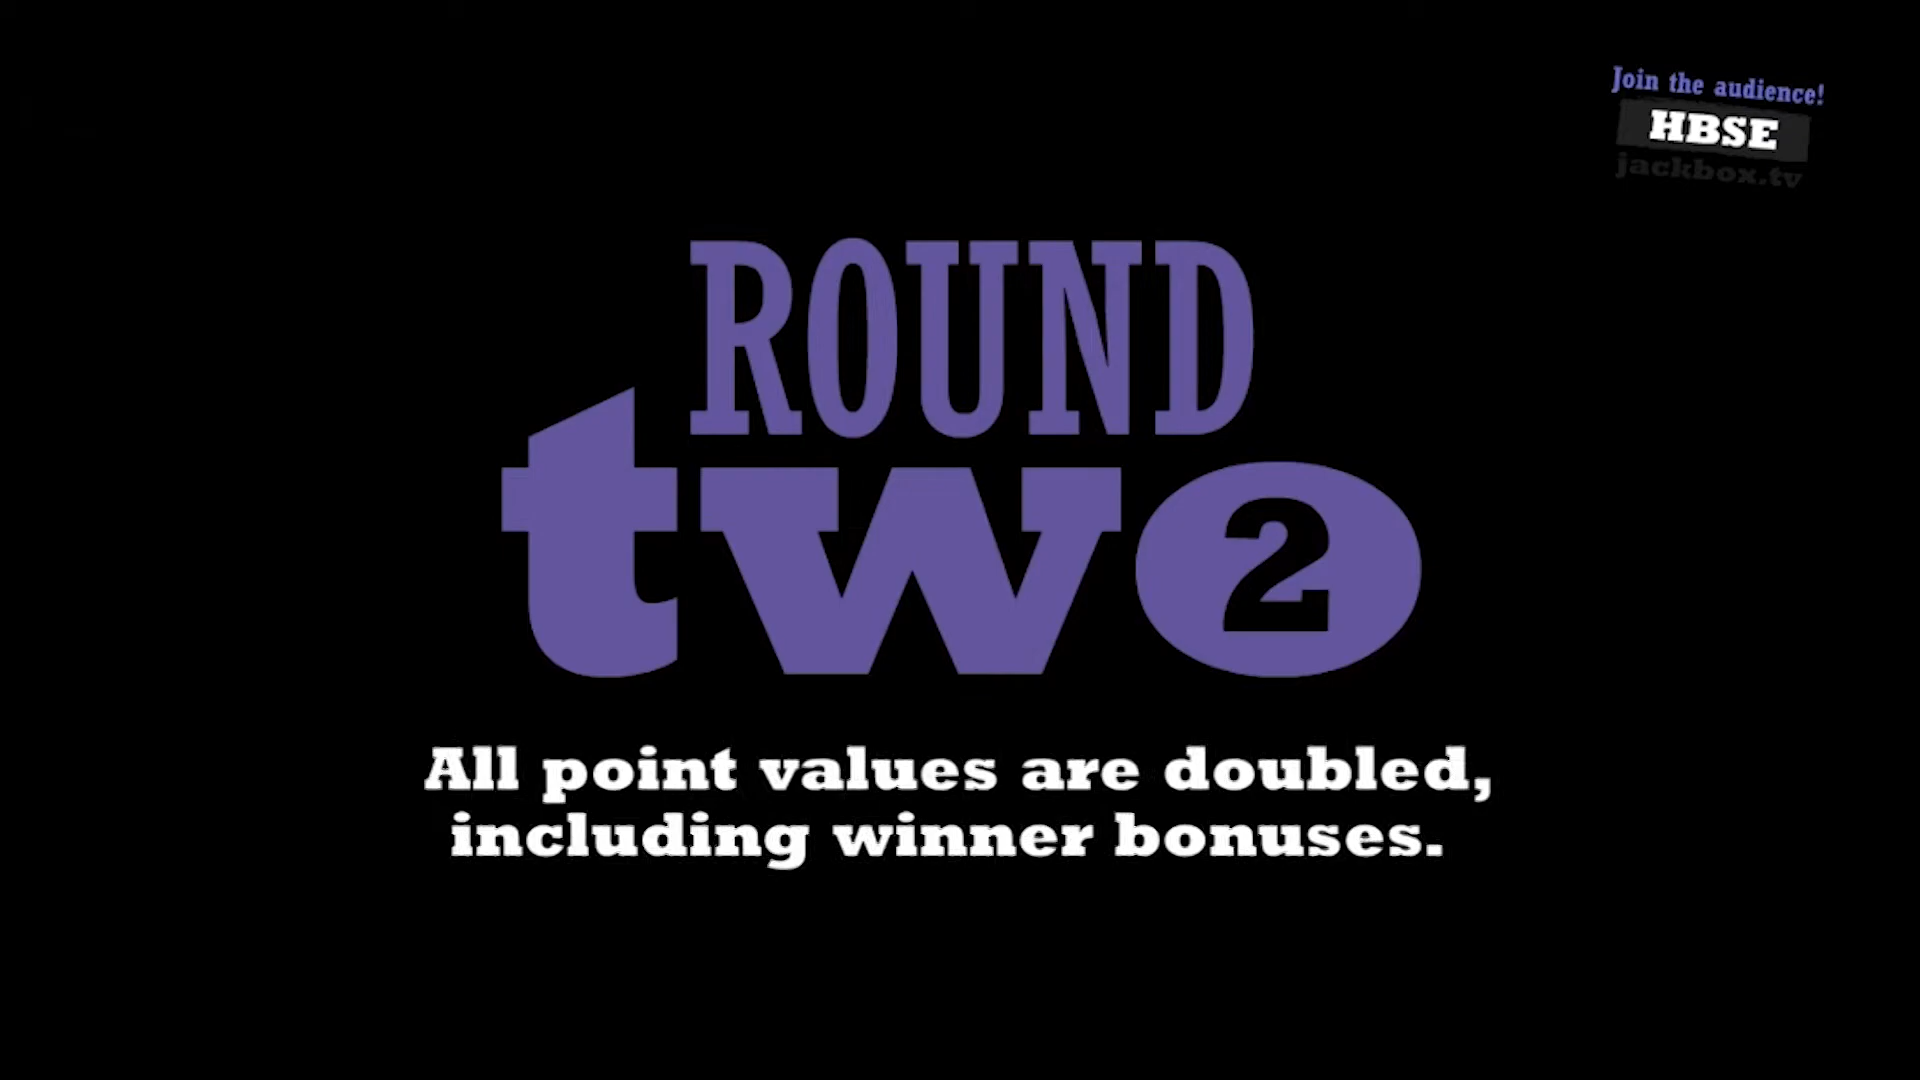 Join the audience!
HBSE
jackbox.tv
ROUND
two
2
All point values are doubled,
including winner bonuses.